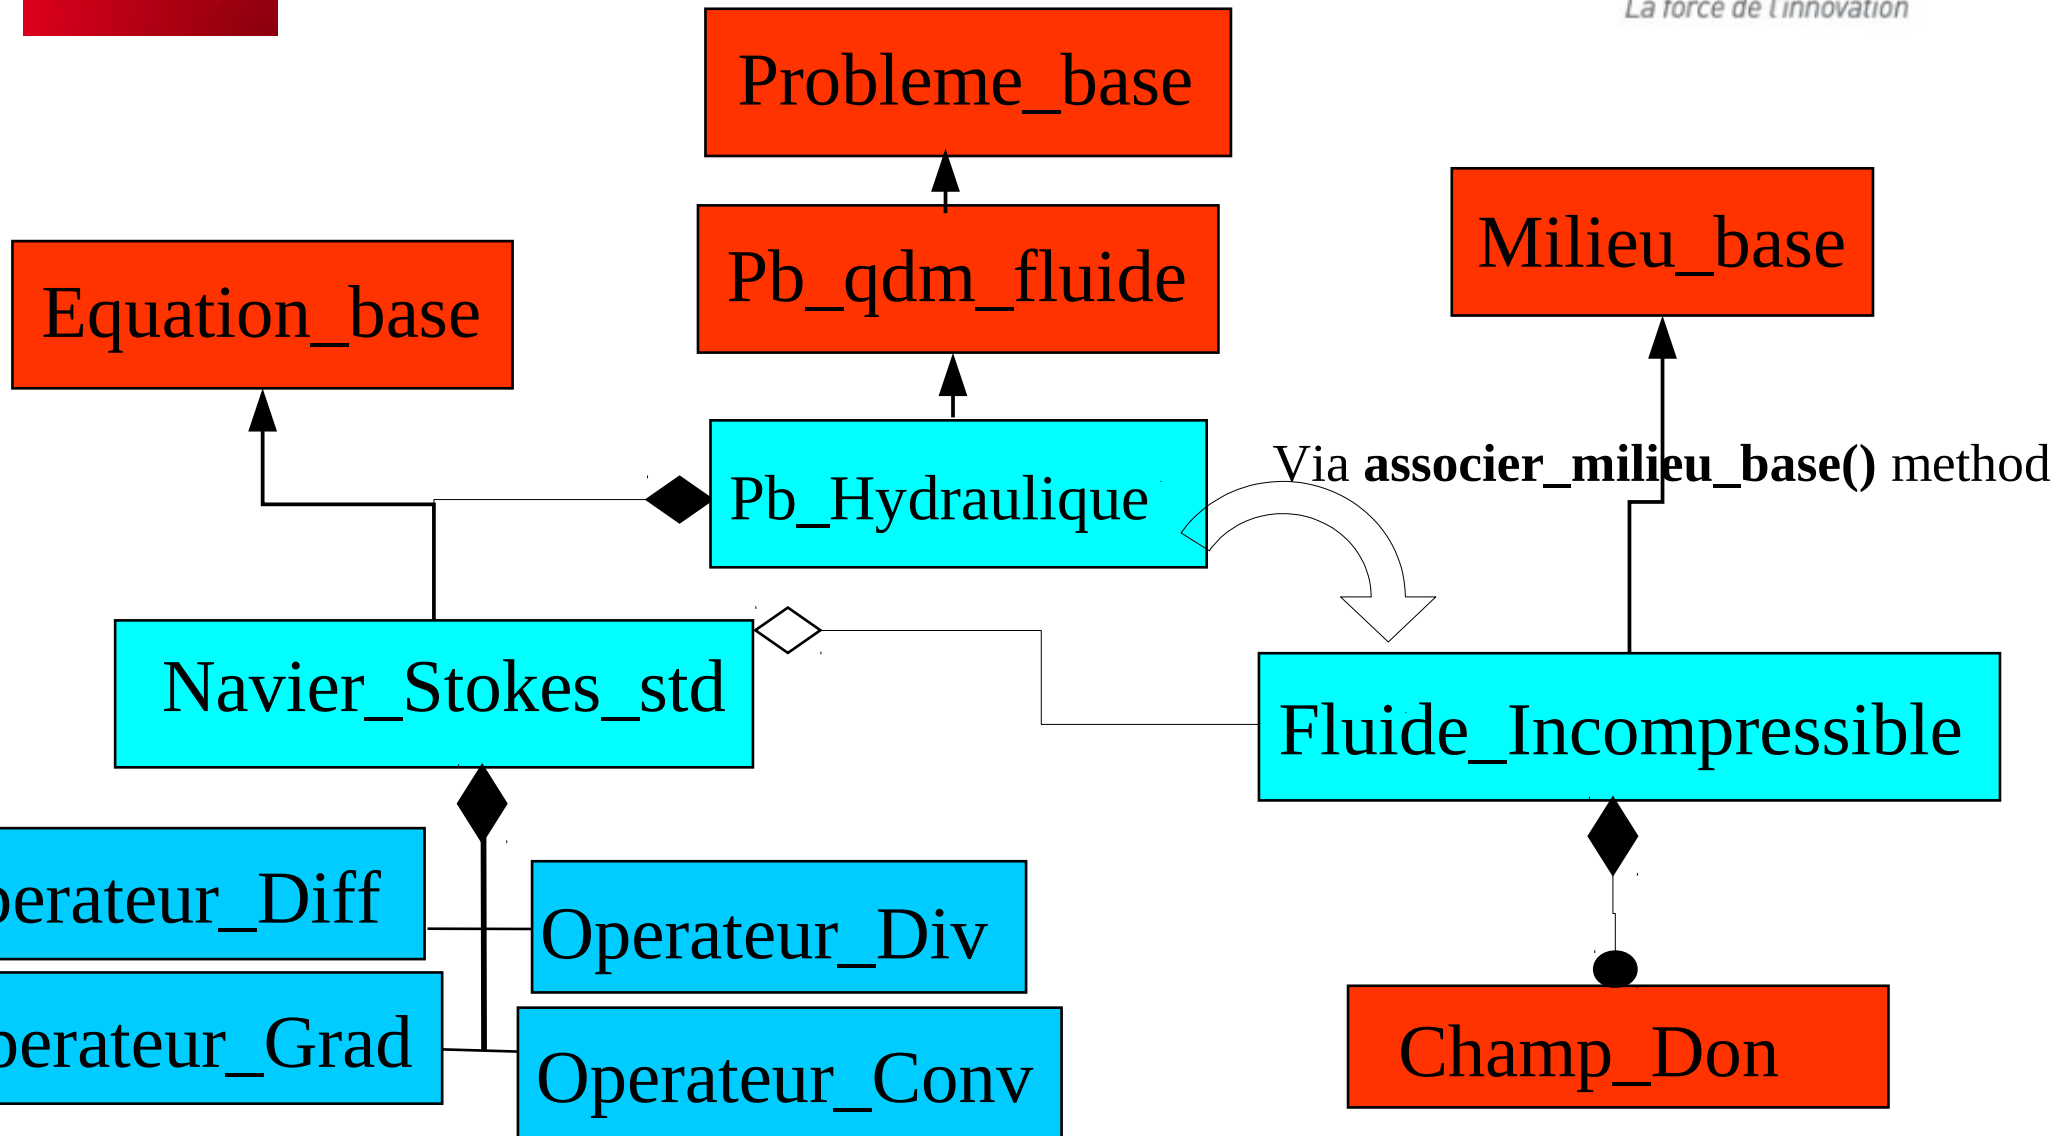 La force de l'innovation
Probleme_base
Milieu_base
Pb_qdm_fluide
Equation_base
Via associer_milieu_base() method
Pb_Hydraulique
Navier_Stokes_std
Fluide_Incompressible
perateur_Diff
Operateur_Div
perateur_Grad
Operateur_Conv
Champ_Don